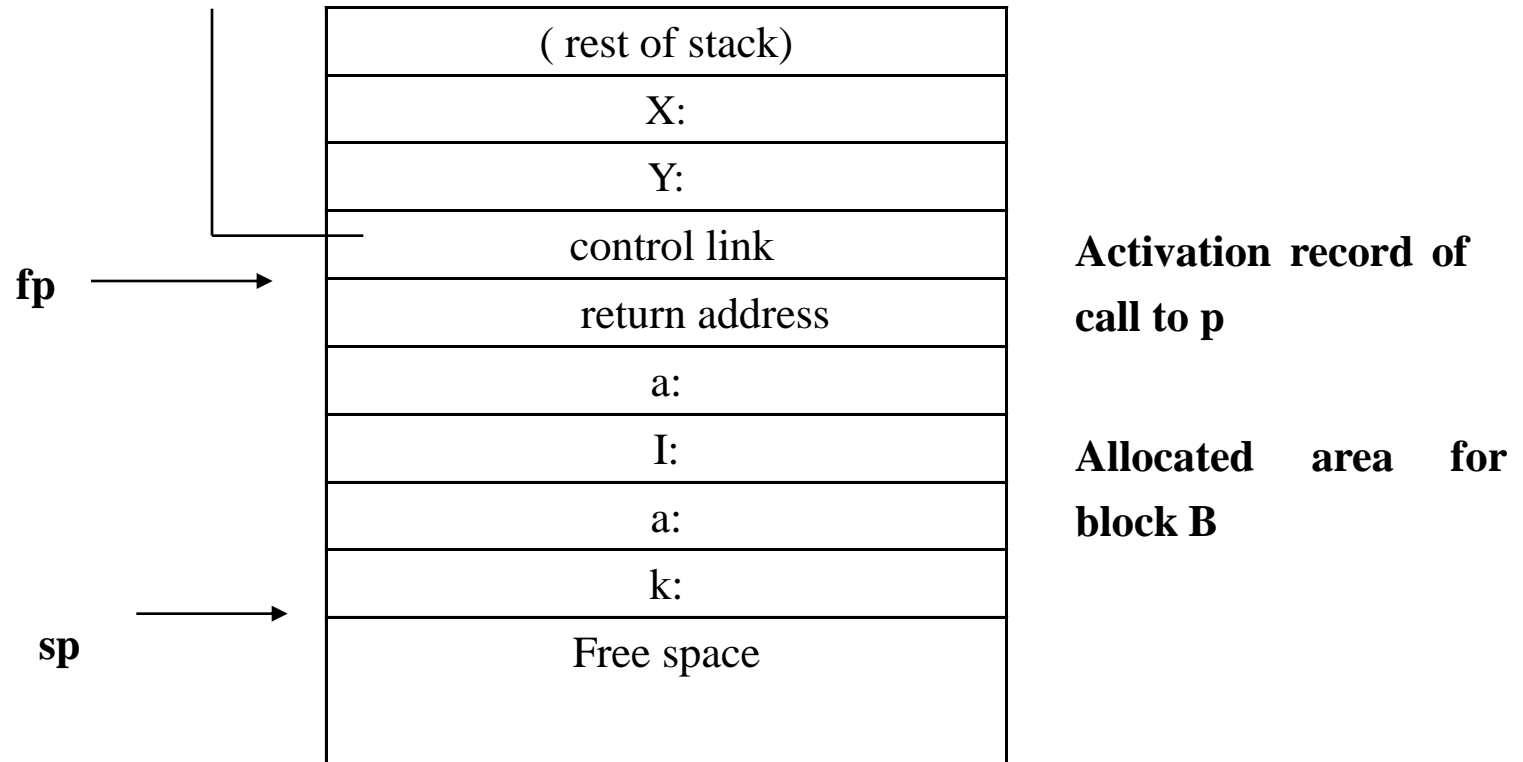 ( rest of stack)
X:
Y:
control link
fp
return address
Activation record of
call to p
a:
I:
a:
Allocated area for
block B
k:
sp
Free space